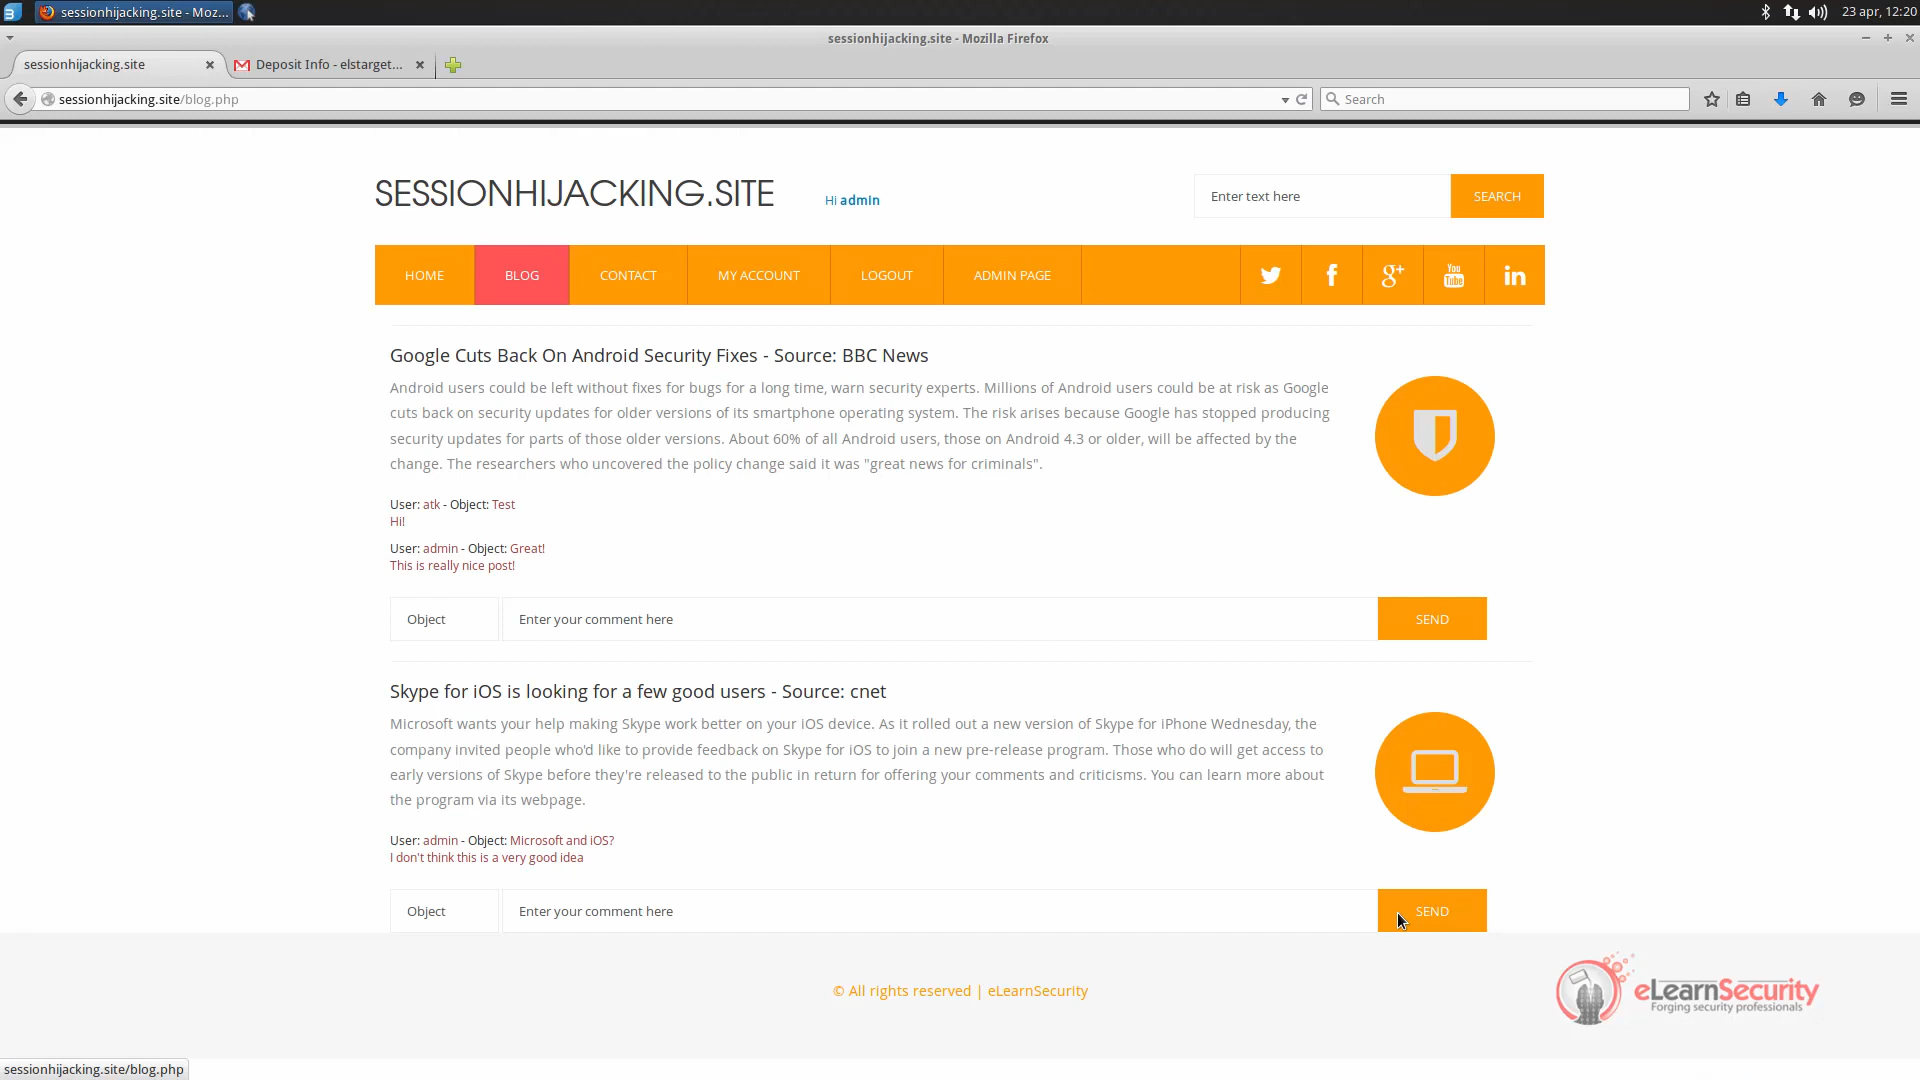 sessionhijacking.site - Moz...
23 apr, 12:20
sessionhijacking.site - Mozilla Firefox
sessionhijacking.site
Deposit Info - elstarget...
sessionhijacking.site/blog.php
Search
SESSIONHIJACKING.SITE
Hi admin
Enter text here
SEARCH
HOME
BLOG
CONTACT
MY ACCOUNT
LOGOUT
ADMIN PAGE
You
Tube
Google Cuts Back On Android Security Fixes - Source: BBC News
Android users could be left without fixes for bugs for a long time, warn security experts. Millions of Android users could be at risk as Google
cuts back on security updates for older versions of its smartphone operating system. The risk arises because Google has stopped producing
security updates for parts of those older versions. About 60% of all Android users, those on Android 4.3 or older, will be affected by the
change. The researchers who uncovered the policy change said it was "great news for criminals".
User: atk - Object: Test
Hi!
User: admin - Object: Great!
This is really nice post!
Object
Enter your comment here
SEND
Skype for iOS is looking for a few good users - Source: cnet
Microsoft wants your help making Skype work better on your iOS device. As it rolled out a new version of Skype for iPhone Wednesday, the
company invited people who'd like to provide feedback on Skype for iOS to join a new pre-release program. Those who do will get access to
early versions of Skype before they're released to the public in return for offering your comments and criticisms. You can learn more about
the program via its webpage.
User: admin - Object: Microsoft and iOS?
I don't think this is a very good idea
Object
Enter your comment here
SEND
© All rights reserved | eLearnSecurity
eLearnSecurity
Forging security professionals
sessionhijacking.site/blog.php